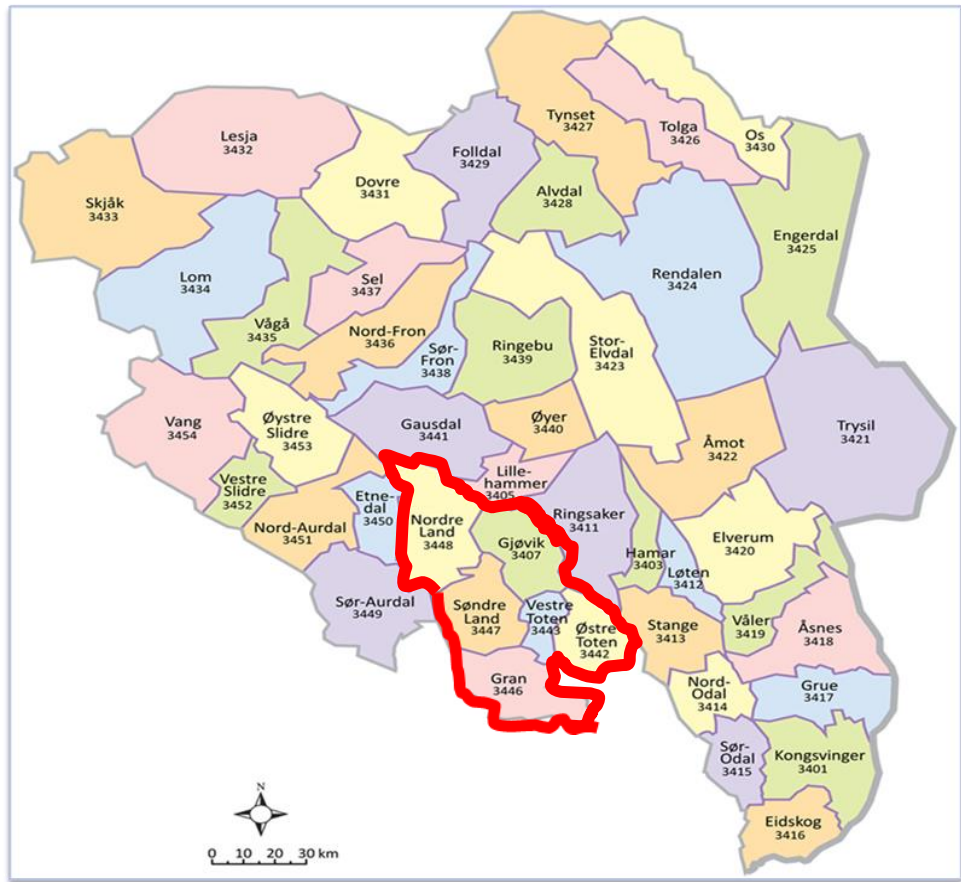 Tynset
3427
Tolga
3426
Os
3430
Lesja
3432
Folldal
3429
Dovre
3431
Alvdal
3428
Skjåk
3433
Engerdal
3425
Lom
3434
Sel
3437
Rendalen
3424
Vågå
3435
Nord-Fron
3436
Sør-
Fron
3438
Ringebu
3439
Stor-
Elvdal
3423
Vang
3454
Øystre
Slidre
3453
Gausdal
3441
Øyer
3440
Åmot
3422
Trysil
3421
Vestre
Slidre
3452
Lille-
hammer
3405
Etne-
dal
3450
Nord-Aurdal
3451
Nordre
Land
3448
Gjøvik
3407
Ringsaker
3411
Hamar
3403
Løten
3412
Elverum
3420
Sør-Aurdal
3449
Søndre
Land
3447
Vestre
Toten
3443
Østre
Toten
3442
Stange
3413
Våler
3419
Åsnes
3418
Gran
3446
Nord-
Odal
3414
Grue
3417
Sør-
Odal
3415
Kongsvinger
3401
Eidskog
3416
N
0 10 20 30 km